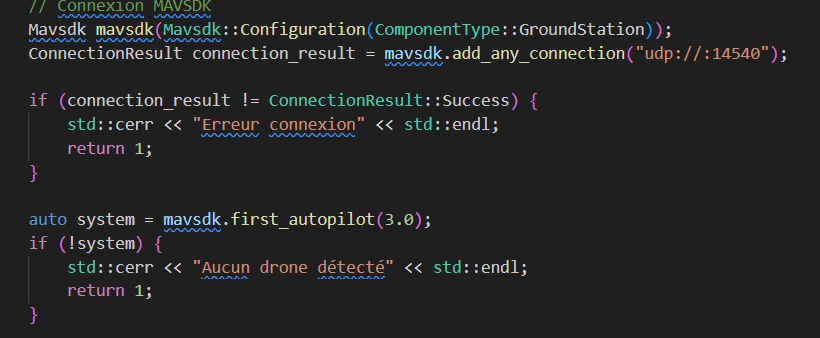 // Connexion MAVSDK
Mavsdk mavsdk(Mavsdk::Configuration(ComponentType::GroundStation));
ConnectionResult connection_result = mavsdk.add_any_connection("udp://:14540");
if (connection_result != ConnectionResult::Success) {
std::cerr << "Erreur connexion" << std::endl;
return 1;
}
auto system = mavsdk.first_autopilot(3.0);
if (!system) {
std::cerr << "Aucun drone détecté" << std::endl;
return 1;
}